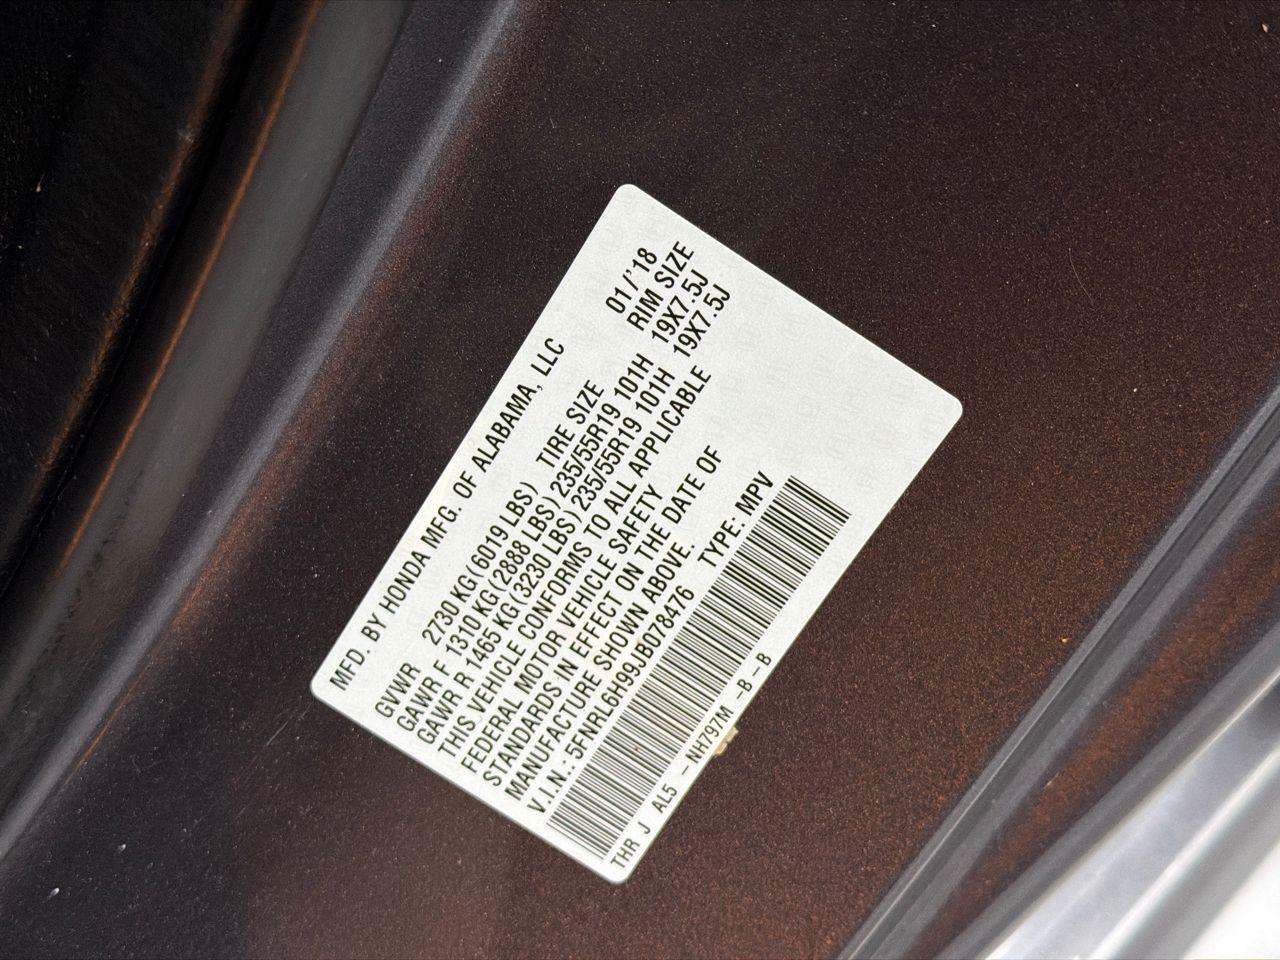 MFD. BY HONDA MFG. OF ALABAMA, LLC 01/'18
GVWR 2730 KG (6019 LBS) TIRE SIZE RIM SIZE
GAWR F 1310 KG (2888 LBS) 235/55R19 101H 19X7.5J
GAWR R 1465 KG (3230 LBS) 235/55R19 101H 19X7.5J
THIS VEHICLE CONFORMS TO ALL APPLICABLE
FEDERAL MOTOR VEHICLE SAFETY
STANDARDS IN EFFECT ON THE DATE OF
MANUFACTURE SHOWN ABOVE.
V.I.N.: 5FNRL6H99JB078476 TYPE: MPV
THR J AL5 - NH797M -B-B